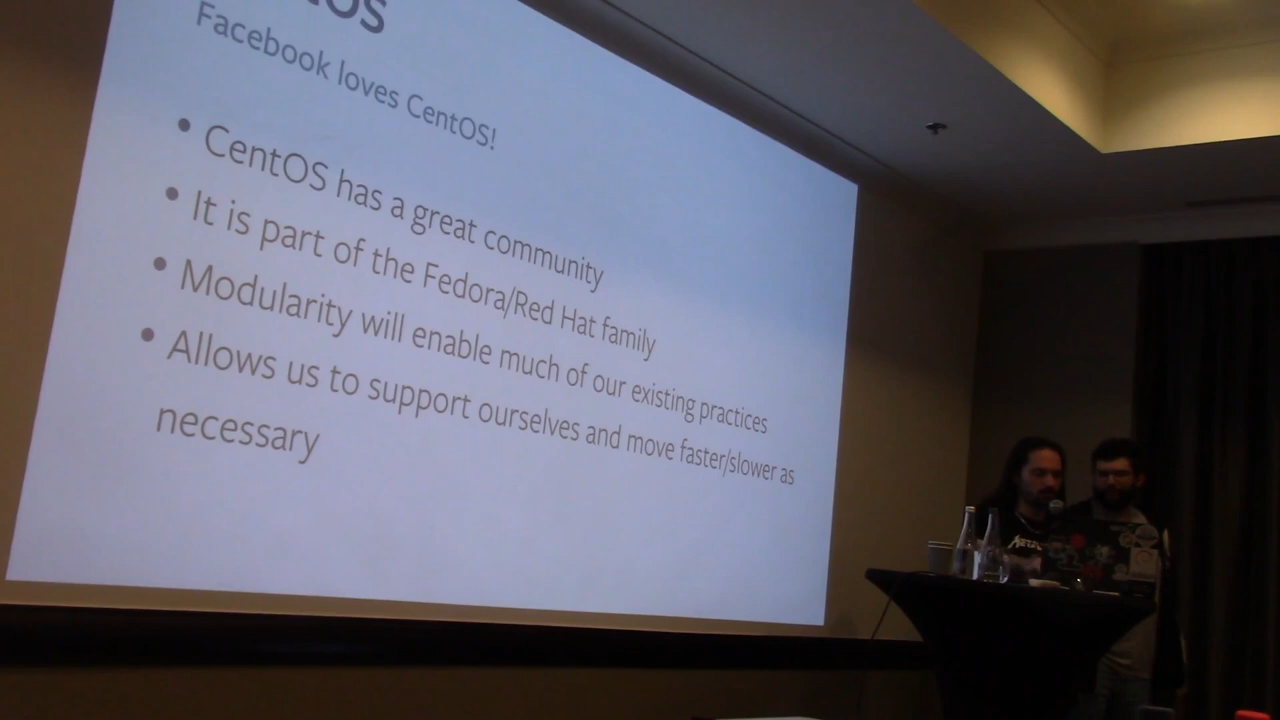 Facebook loves CentOS!
• CentOS has a great community
• It is part of the Fedora/Red Hat family
• Modularity will enable much of our existing practices
• Allows us to support ourselves and move faster/slower as
necessary